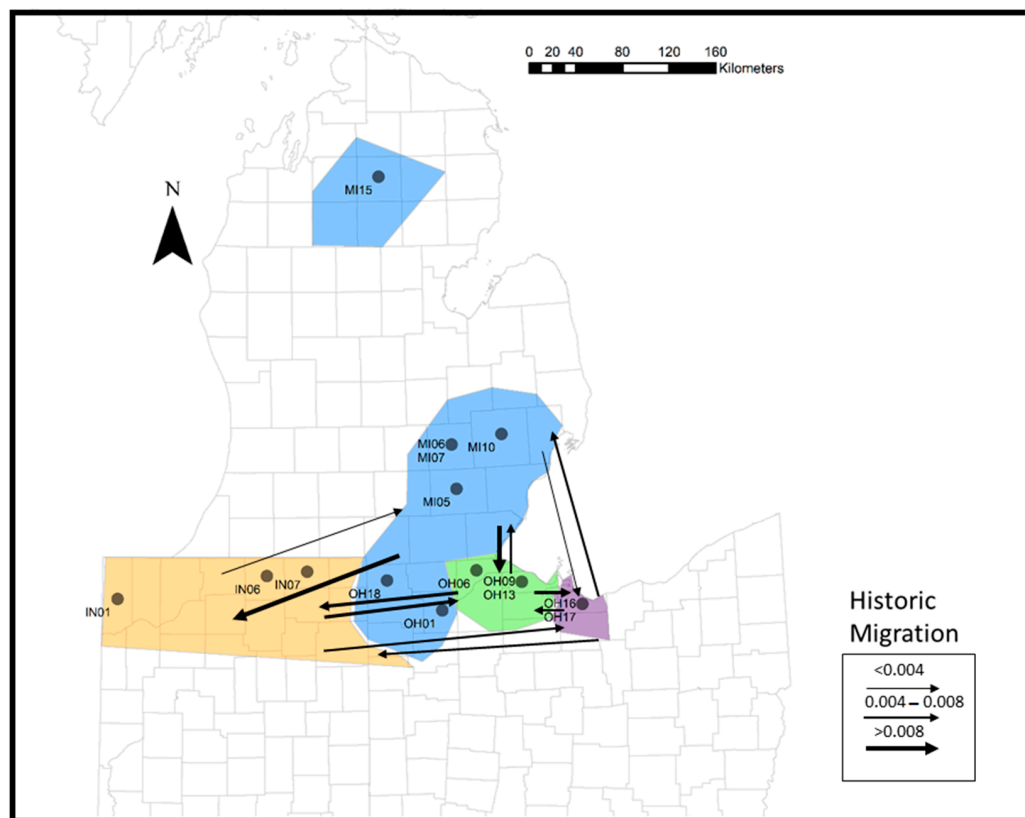 0 20 40 80 120 160
Kilometers
MI15
N
MI06
MI07
MI10
MI05
IN01
IN06
IN07
OH18
OH01
OH06
OH09
OH13
OH16
OH17
Historic
Migration
<0.004
0.004 – 0.008
>0.008